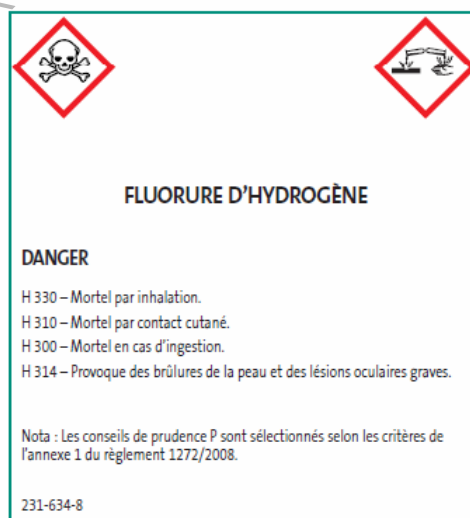 FLUORURE D'HYDROGÈNE
DANGER
H 330 – Mortel par inhalation.
H 310 – Mortel par contact cutané.
H 300 – Mortel en cas d'ingestion.
H 314 – Provoque des brûlures de la peau et des lésions oculaires graves.
Nota : Les conseils de prudence P sont sélectionnés selon les critères de
l'annexe 1 du règlement 1272/2008.
231-634-8